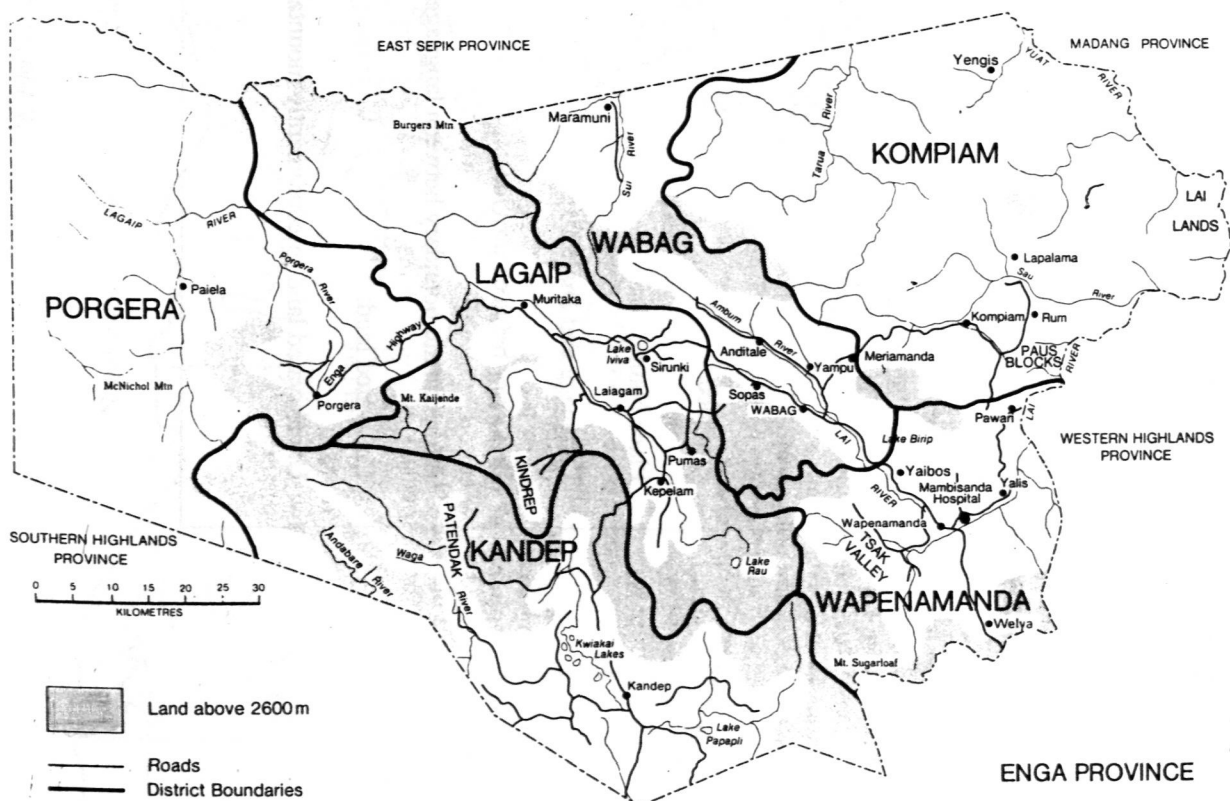 EAST SEPIK PROVINCE
MADANG PROVINCE
Yengis
YUAT
RIVER
Burgers Mtn
Maramuni
Sui
River
Tarua
River
KOMPIAM
LAI
LANDS
LAGAIP
RIVER
WABAG
LAGAIP
Lapalama
Sau
River
Porgera
River
Paiela
PORGERA
Muritaka
Ambum
River
Kompiam
Rum
Highway
Enga
Lake
Iviva
Sirunki
Anditale
Yampu
Meriamanda
PAUS
BLOCKS
RIVER
LAI
McNichol Mtn
Porgera
Mt. Kaijende
Laiagam
Sopas
WABAG
LAI
RIVER
Lake Birip
Pawari
WESTERN HIGHLANDS
PROVINCE
KINDREP
Pumas
Kepelam
Yaibos
Mambisanda
Hospital
Yalis
Wapenamanda
TSAK
VALLEY
SOUTHERN HIGHLANDS
PROVINCE
0 5 10 15 20 25 30
KILOMETRES
Andabare
River
Waga
River
PATENDAK
KANDEP
Lake
Rau
WAPENAMANDA
Welya
Kwiakai
Lakes
Mt. Sugarloaf
Kandep
Lake
Papapli
Land above 2600m
Roads
District Boundaries
ENGA PROVINCE